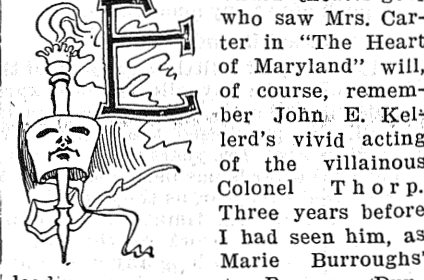 E
who saw Mrs. Car-
ter in "The Heart
of Maryland" will,
of course, remem-
ber John E. Kel-
lerd's vivid acting
of the villainous
Colonel Thorp.
Three years before
I had seen him, as
Marie Burroughs'